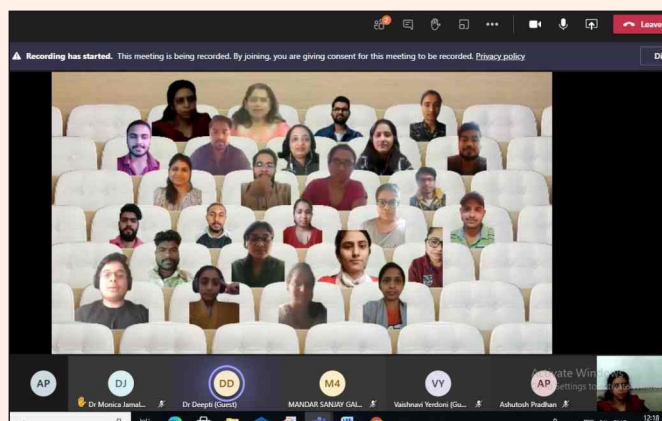 2
Leave
Recording has started. This meeting is being recorded. By joining, you are giving consent for this meeting to be recorded. Privacy policy
Di
AP
DJ
DD
M4
VY
AP
Activate Windows
Dr Monica Jamal...
Dr Deepti (Guest)
MANDAR SANJAY GAI...
Vaishnavi Yerdoni (Gu...
Ashutosh Pradhan
12:18